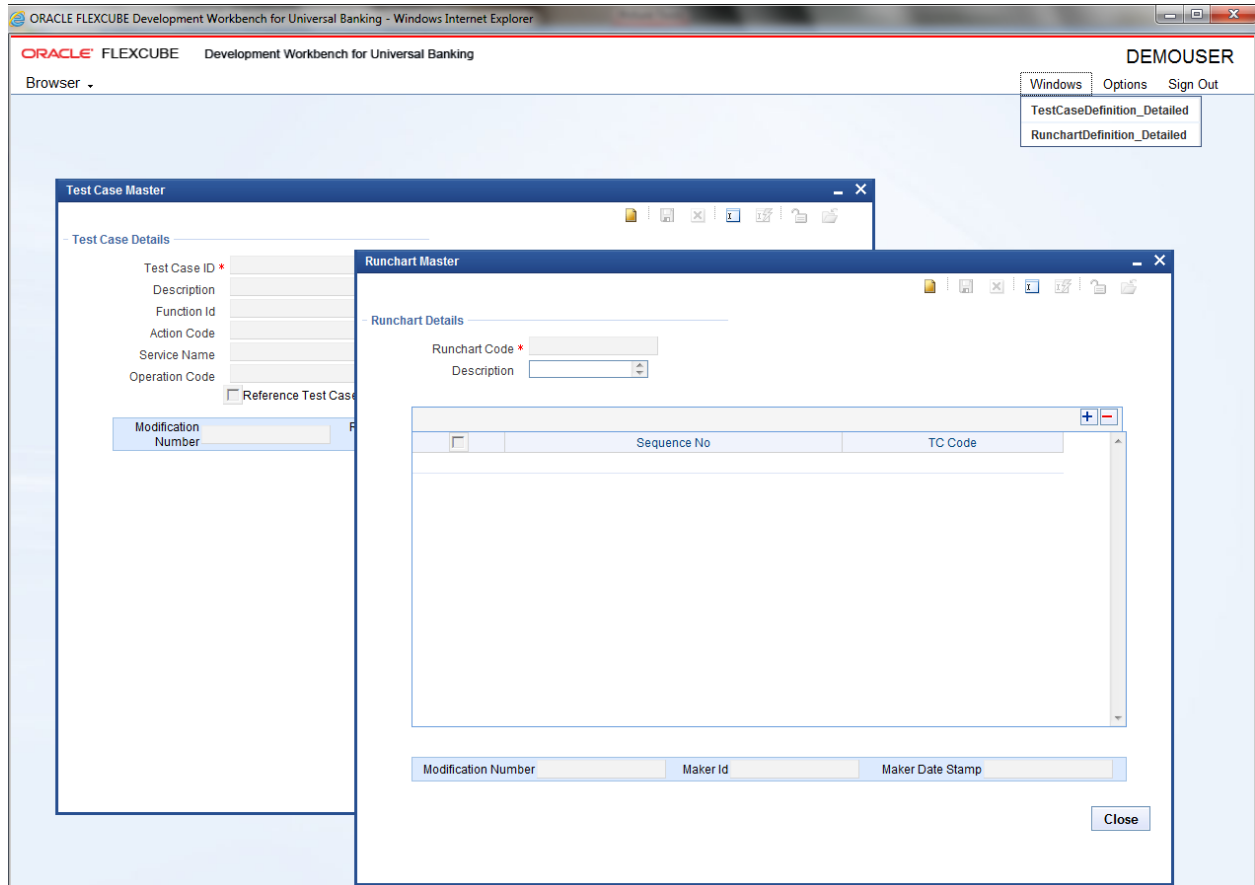 ORACLE FLEXCUBE Development Workbench for Universal Banking - Windows Internet Explorer
ORACLE FLEXCUBE Development Workbench for Universal Banking
DEMOUSER
Browser
Windows Options Sign Out
TestCaseDefinition_Detailed
RunchartDefinition_Detailed
Test Case Master
Test Case Details
Test Case ID *
Description
Function Id
Action Code
Service Name
Operation Code
Reference Test Case
Modification
Number
Runchart Master
Runchart Details
Runchart Code *
Description
Sequence No TC Code
Modification Number Maker Id Maker Date Stamp
Close